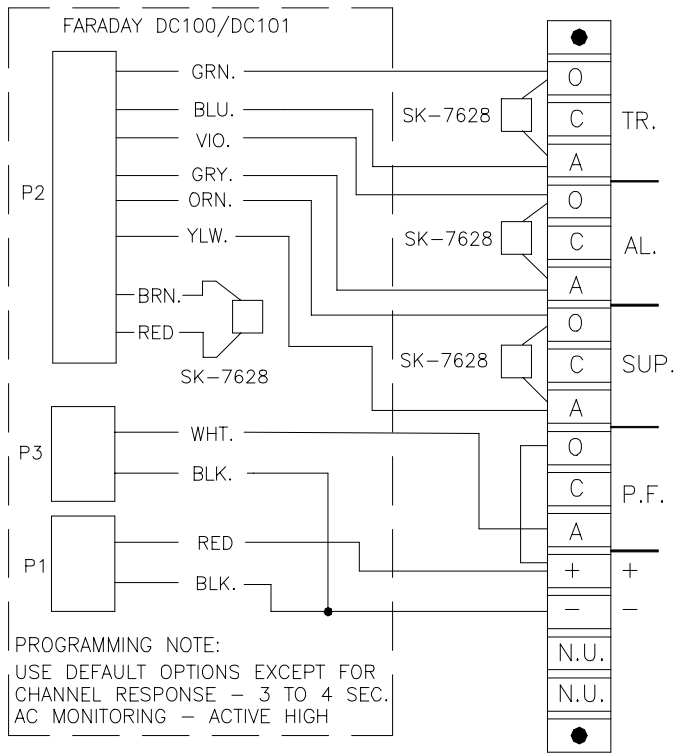 FARADAY DC100/DC101
P2
GRN.
BLU.
VIO.
GRY.
ORN.
YLW.
BRN.
RED
SK-7628
P3
WHT.
BLK.
P1
RED
BLK.
PROGRAMMING NOTE:
USE DEFAULT OPTIONS EXCEPT FOR
CHANNEL RESPONSE - 3 TO 4 SEC.
AC MONITORING - ACTIVE HIGH
SK-7628
O
C
A
TR.
SK-7628
O
C
A
AL.
SK-7628
O
C
A
SUP.
O
C
A
P.F.
+ +
- -
N.U.
N.U.